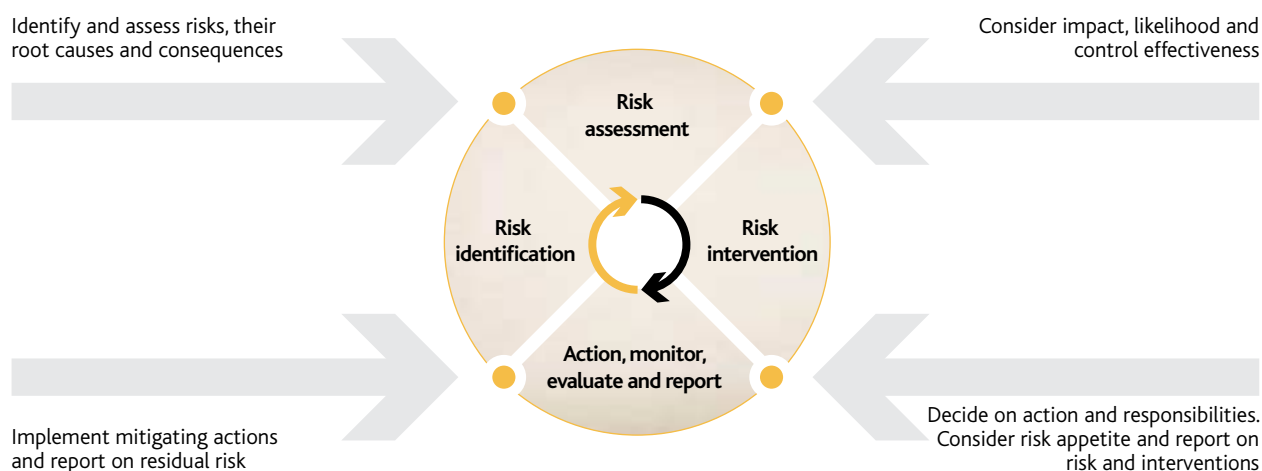 Identify and assess risks, their
root causes and consequences
Consider impact, likelihood and
control effectiveness
Risk
assessment
Risk
identification
Risk
intervention
Action, monitor,
evaluate and report
Implement mitigating actions
and report on residual risk
Decide on action and responsibilities.
Consider risk appetite and report on
risk and interventions